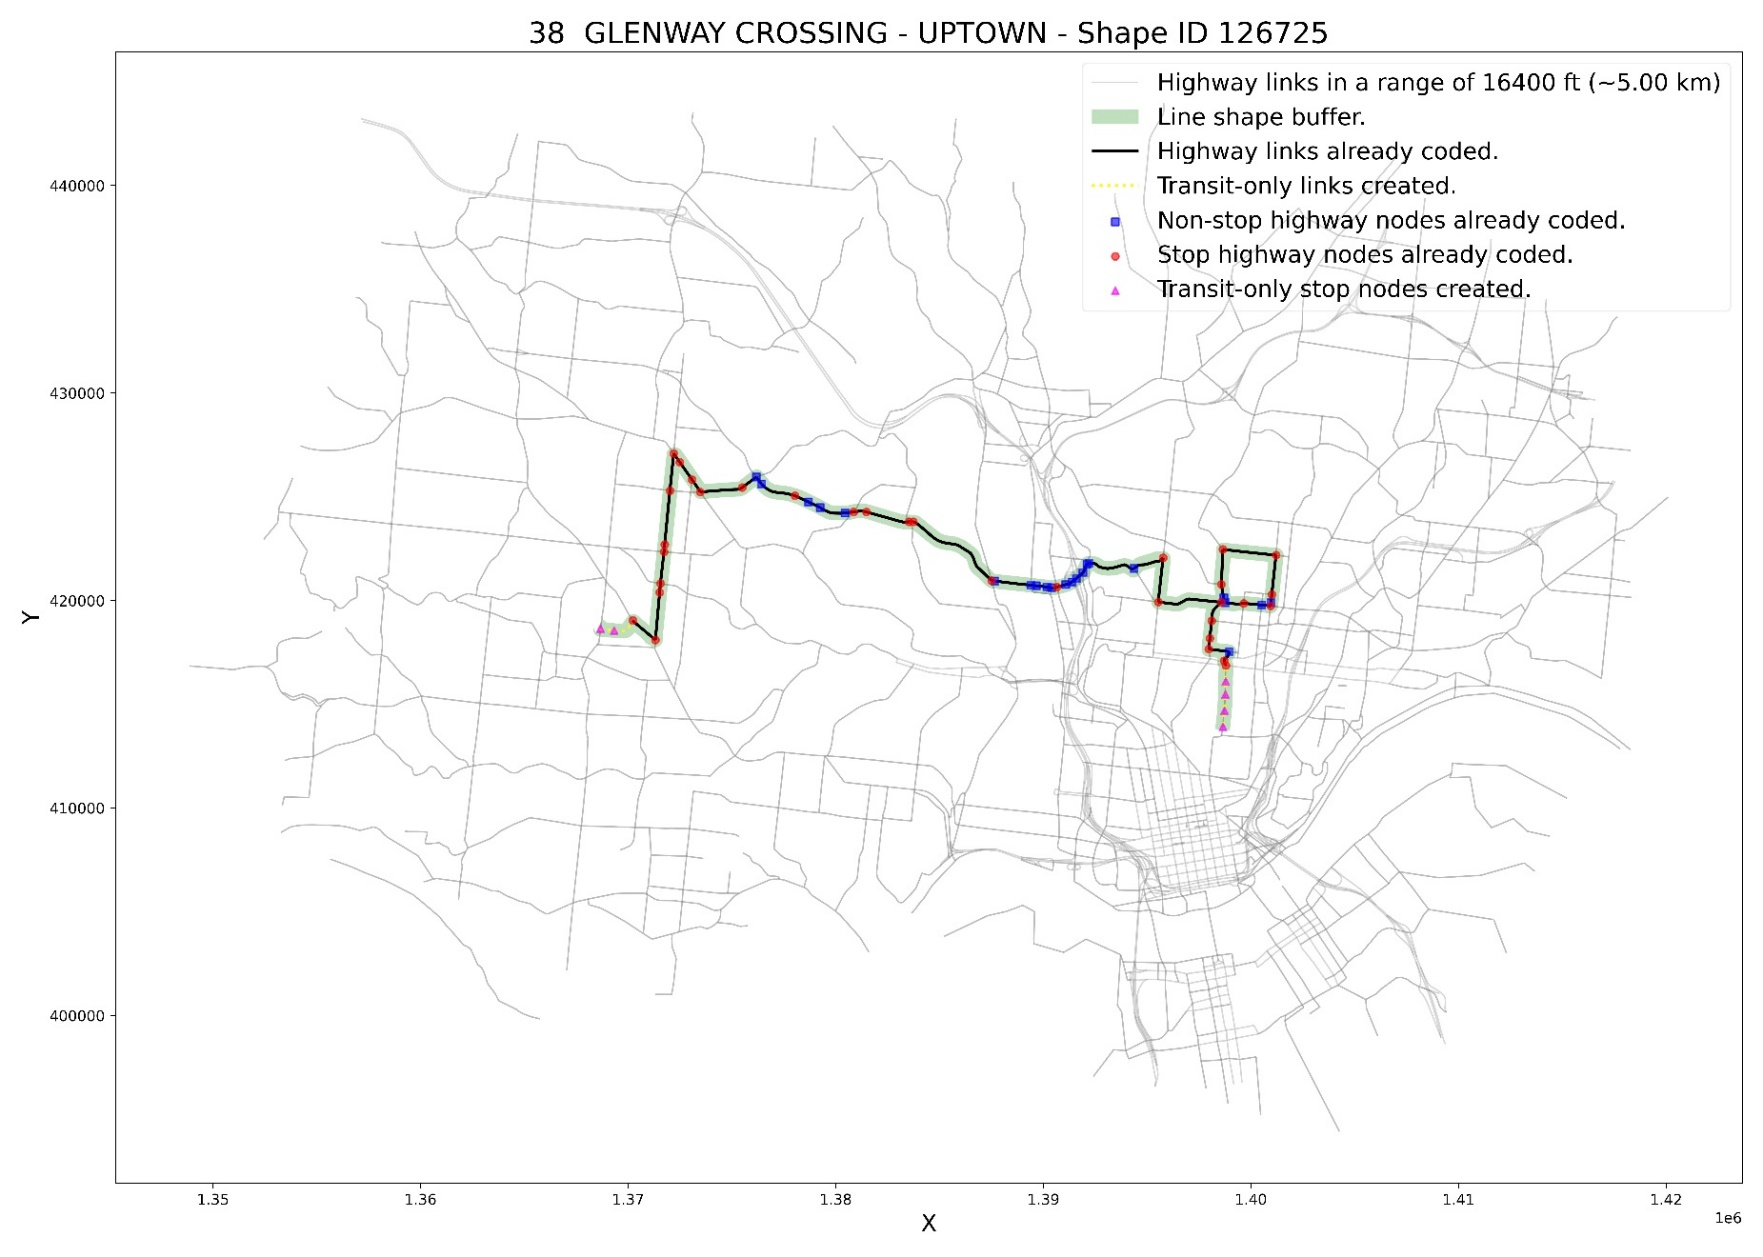 38  GLENWAY CROSSING - UPTOWN - Shape ID 126725
Highway links in a range of 16400 ft (~5.00 km)
Line shape buffer.
Highway links already coded.
Transit-only links created.
Non-stop highway nodes already coded.
Stop highway nodes already coded.
Transit-only stop nodes created.
440000
430000
420000
410000
400000
Y
1.35 1.36 1.37 1.38 1.39 1.40 1.41 1.42
1e6
X